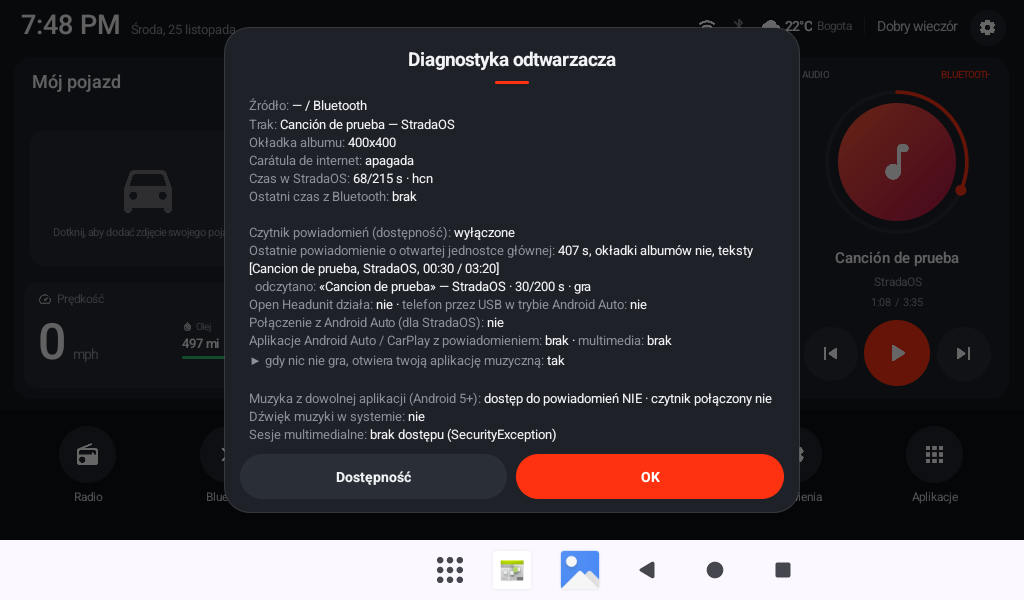 7:48 PM
Środa, 25 listopada
22°C
Bogota
Dobry wieczór
Mój pojazd
Dotknij, aby dodać zdjęcie swojego
Prędkość
0 mph
Olej
497 mi
Diagnostyka odtwarzacza
Źródło: — / Bluetooth
Trak: Canción de prueba — StradaOS
Okładka albumu: 400x400
Carátula de internet: apagada
Czas w StradaOS: 68/215 s · hcn
Ostatni czas z Bluetooth: brak
Czytnik powiadomień (dostępność): wyłączone
Ostatnie powiadomienie o otwartej jednostce głównej: 407 s, okładki albumów nie, teksty
[Cancion de prueba, StradaOS, 00:30 / 03:20]
odczytano: «Cancion de prueba» — StradaOS · 30/200 s · gra
Open Headunit działa: nie · telefon przez USB w trybie Android Auto: nie
Połączenie z Android Auto (dla StradaOS): nie
Aplikacje Android Auto / CarPlay z powiadomieniem: brak · multimedia: brak
► gdy nic nie gra, otwiera twoją aplikację muzyczną: tak
Muzyka z dowolnej aplikacji (Android 5+): dostęp do powiadomień NIE · czytnik połączony nie
Dźwięk muzyki w systemie: nie
Sesje multimedialne: brak dostępu (SecurityException)
Dostępność
OK
AUDIO
BLUETOOTH
Canción de prueba
StradaOS
1:08 / 3:35
Radio
Aplikacje